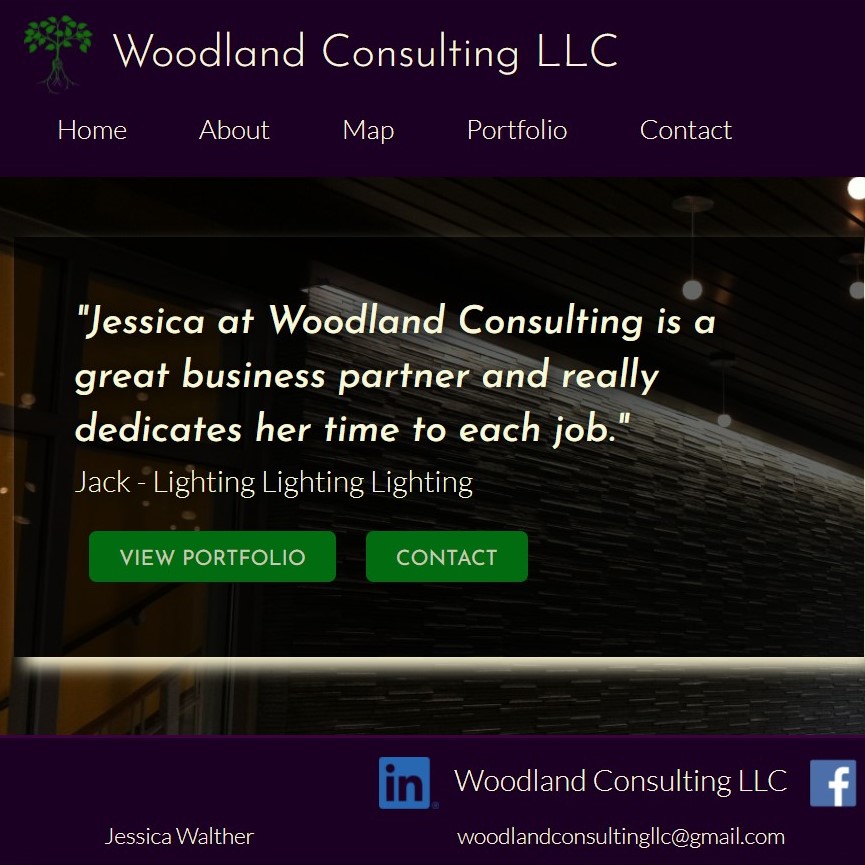 Woodland Consulting LLC
Home About Map Portfolio Contact
"Jessica at Woodland Consulting is a
great business partner and really
dedicates her time to each job."
Jack - Lighting Lighting Lighting
VIEW PORTFOLIO CONTACT
in Woodland Consulting LLC f
Jessica Walther woodlandconsultingllc@gmail.com